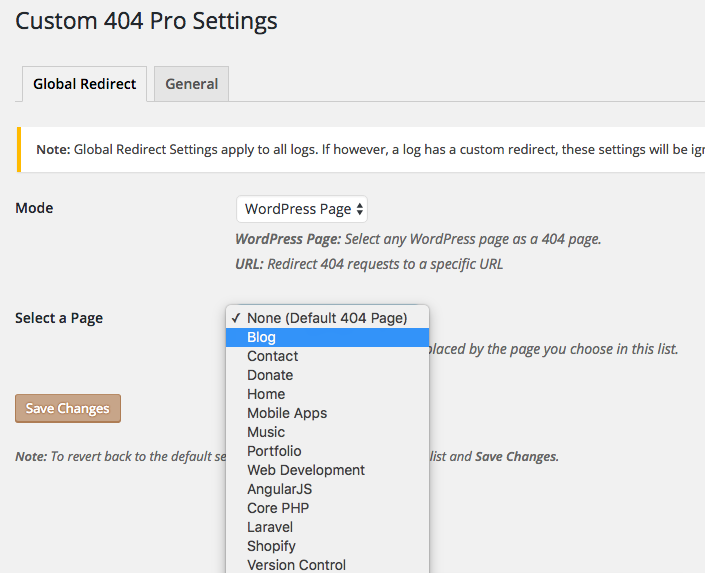 Custom 404 Pro Settings
Global Redirect
General
Note: Global Redirect Settings apply to all logs. If however, a log has a custom redirect, these settings will be
Mode
WordPress Page
WordPress Page: Select any WordPress page as a 404 page.
URL: Redirect 404 requests to a specific URL
Select a Page
✓ None (Default 404 Page)
Blog
placed by the page you choose in this list.
Contact
Donate
Home
Mobile Apps
Save Changes
Music
Portfolio
Note: To revert back to the default
list and Save Changes.
Web Development
AngularJS
Core PHP
Laravel
Shopify
Version Control